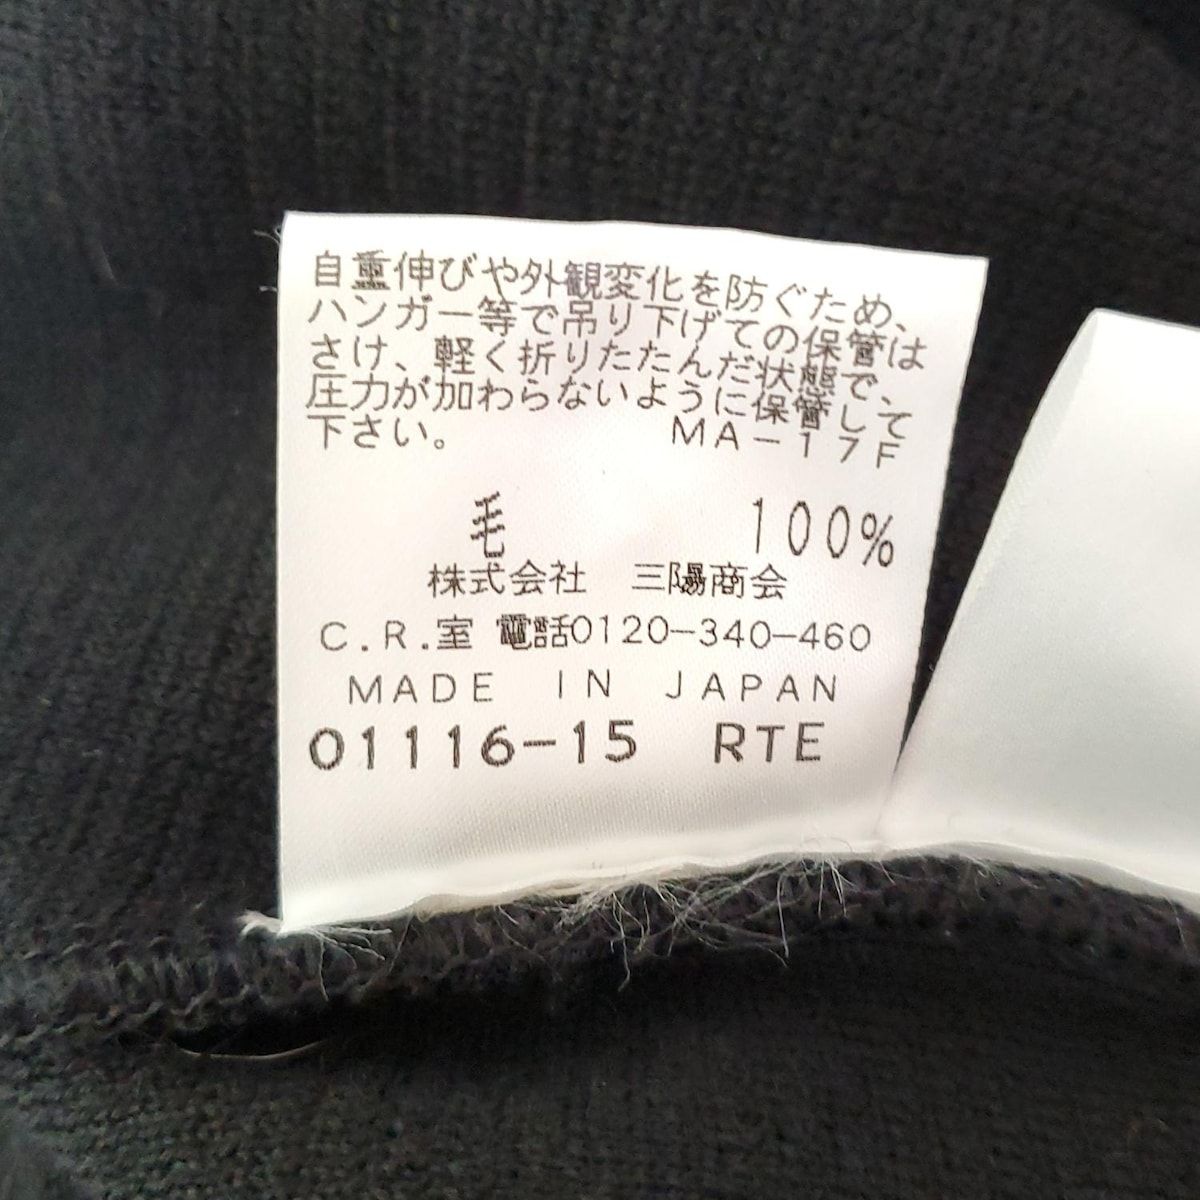 自重伸びや外観変化を防ぐため、
ハンガー等で吊り下げての保管は
さけ、軽く折りたたんだ状態で、
圧力が加わらないように保管して
下さい。 MA-17F
毛 100%
株式会社 三陽商会
C.R.室 電話0120-340-460
MADE IN JAPAN
01116-15 RTE